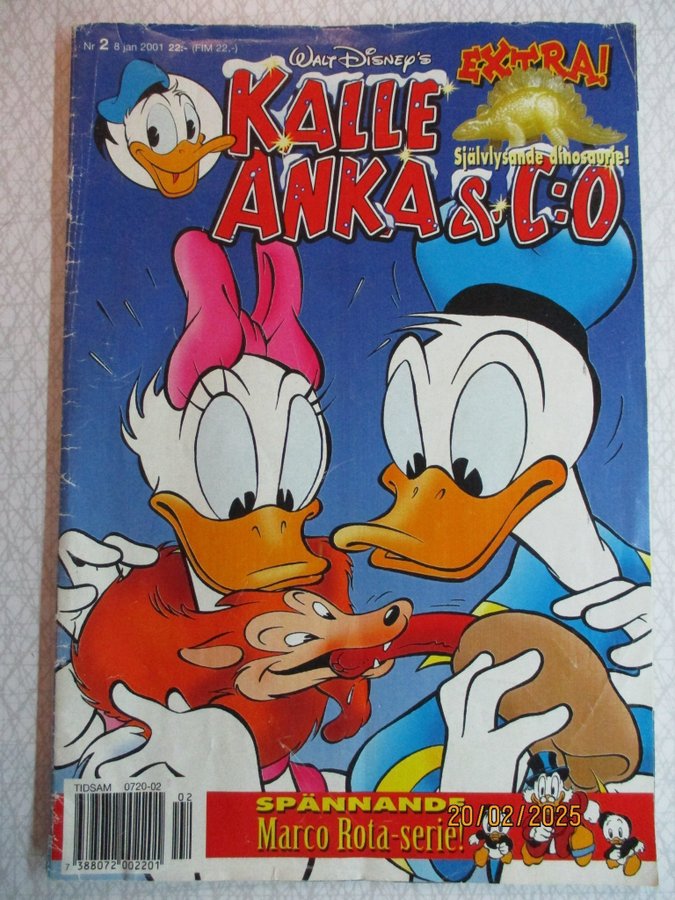 Nr 2 8 jan 2001 22:- (FIM 22,-)
WALT DISNEY'S
KALLE
ANKA & C:O
EXTRA!
Självlysande dinosaurie!
TIDSAM 0720-02
02
7 388072 002201
SPÄNNANDE
Marco Rota-serie!
20/02/2025